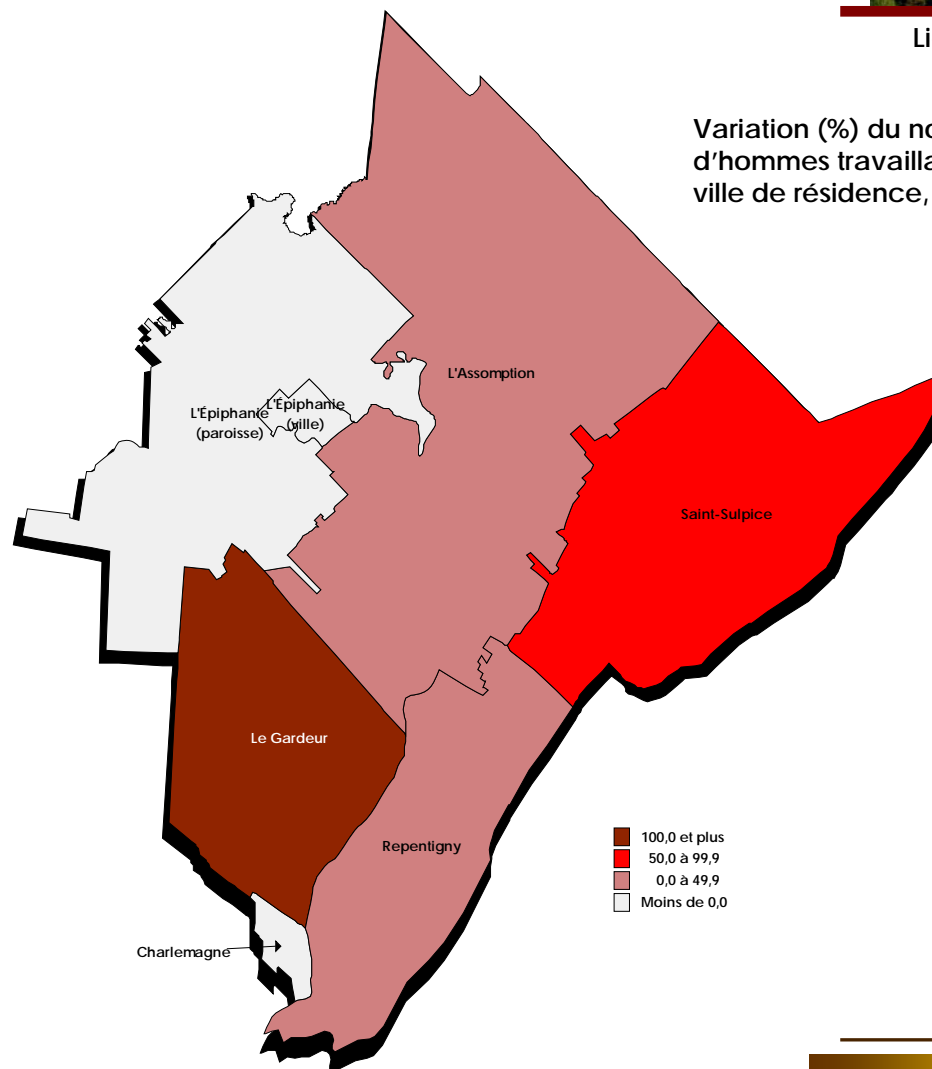 Li
Variation (%) du no
d'hommes travailla
ville de résidence,
L'Assomption
L'Épiphanie
(paroisse)
L'Épiphanie
(ville)
Saint-Sulpice
Le Gardeur
Repentigny
Charlemagne
100,0 et plus
50,0 à 99,9
0,0 à 49,9
Moins de 0,0